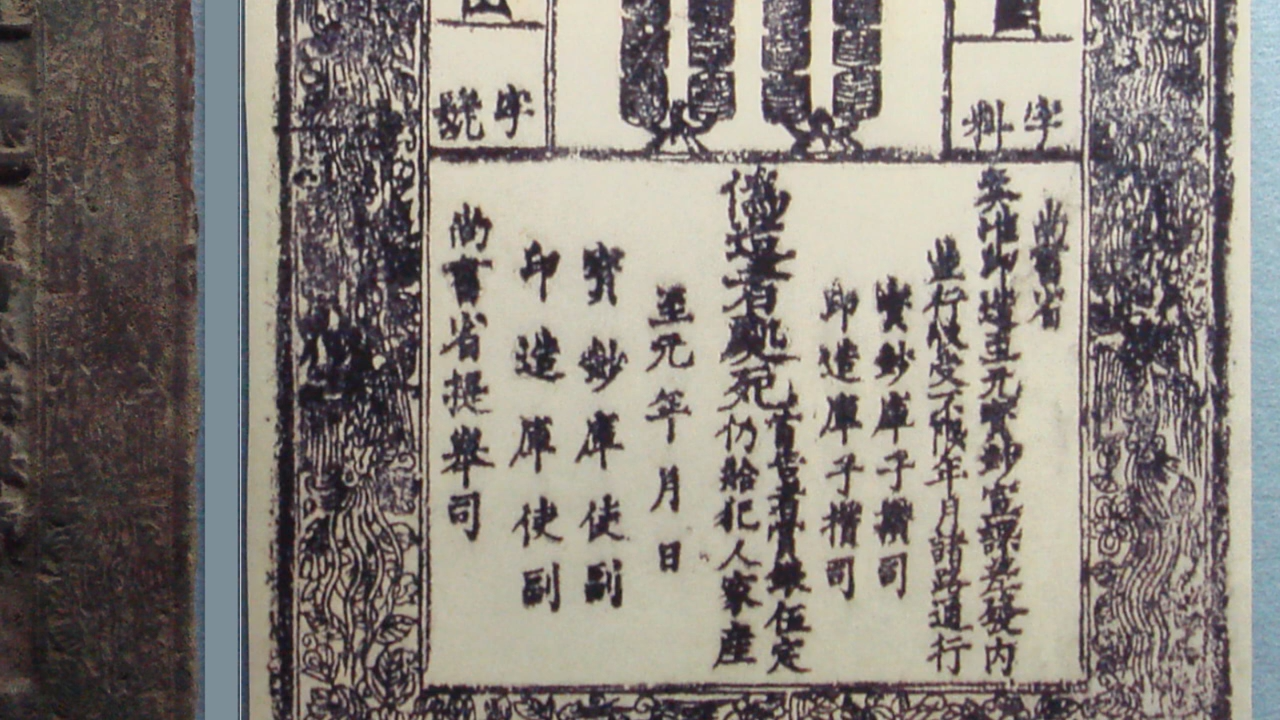 字料
字號
尚書省
奏准印造至元寶鈔宣課差發內
並行收受不限年月諸路通行
寶鈔庫子攢司
印造庫子攢司
偽造者處死
首告者賞銀伍定
仍給犯人家產
至元年月日
寶鈔庫使副
印造庫使副
尚書省提舉司